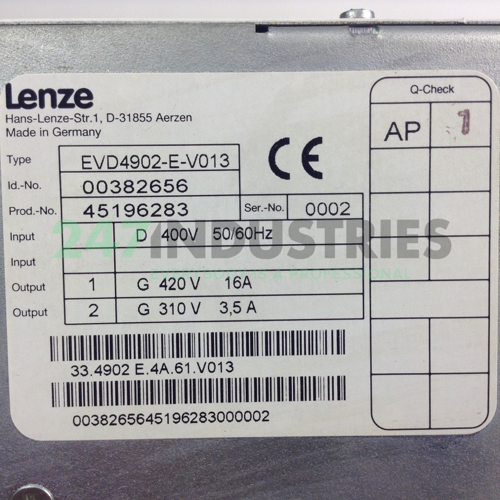 Lenze
Hans-Lenze-Str.1, D-31855 Aerzen
Made in Germany
Q-Check
AP 1
Type EVD4902-E-V013
CE
Id.-No. 00382656
Prod.-No. 45196283 Ser.-No. 0002
Input D 400V 50/60Hz
Input
Output 1 G 420 V 16A
Output 2 G 310 V 3,5 A
247INDUSTRIES
33.4902 E.4A.61.V013
0038265645196283000002